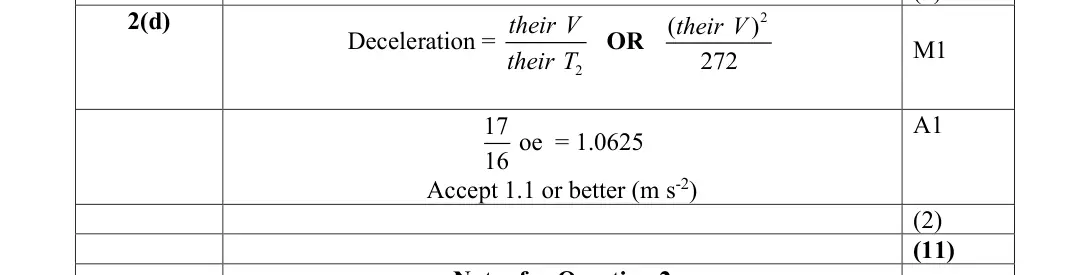 2(d)
Deceleration = their V / their T₂ OR (their V)² / 272
M1
17/16 oe = 1.0625
A1
Accept 1.1 or better (m s⁻²)
(2)
(11)